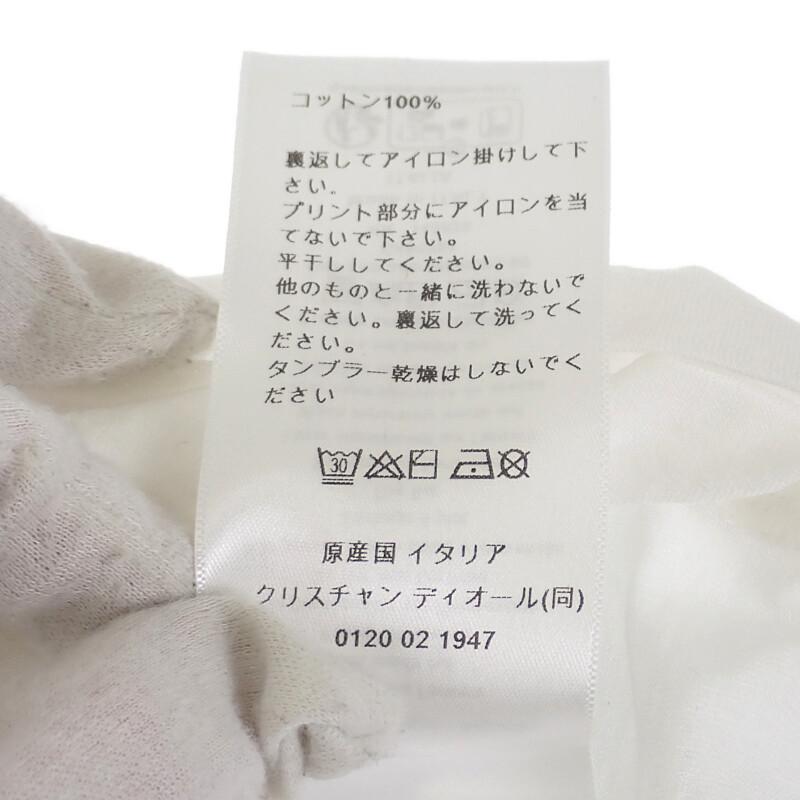 コットン100%
裏返してアイロン掛けして下
さい。
プリント部分にアイロンを当
てないで下さい。
平干ししてください。
他のものと一緒に洗わないで
ください。裏返して洗ってく
ださい。
タンブラー乾燥はしないでく
ださい
30
原産国 イタリア
クリスチャン ディオール(同)
0120 02 1947